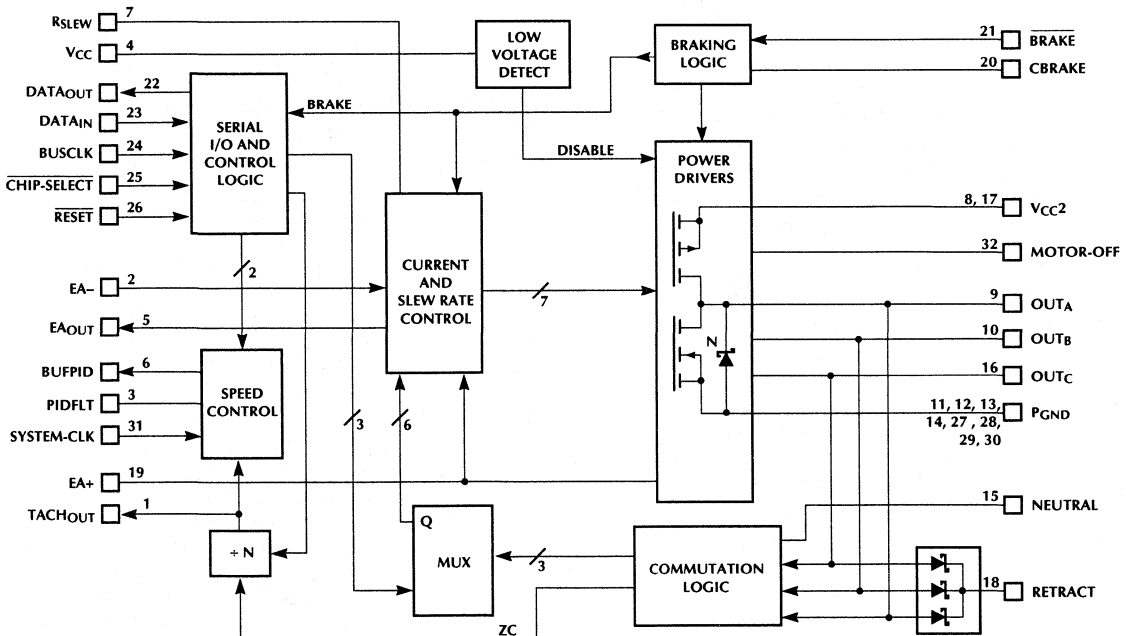 RSLEW 7
VCC 4
DATAOUT 22
DATAIN 23
BUSCLK 24
CHIP-SELECT 25
RESET 26
EA– 2
EAOUT 5
BUFPID 6
PIDFLT 3
SYSTEM-CLK 31
EA+ 19
TACHOUT 1
SERIAL
I/O AND
CONTROL
LOGIC
BRAKE
2
SPEED
CONTROL
÷ N
LOW
VOLTAGE
DETECT
DISABLE
CURRENT
AND
SLEW RATE
CONTROL
7
3
6
Q
MUX
3
ZC
BRAKING
LOGIC
POWER
DRIVERS
N
COMMUTATION
LOGIC
21 BRAKE
20 CBRAKE
8, 17 VCC2
32 MOTOR-OFF
9 OUTA
10 OUTB
16 OUTC
11, 12, 13, PGND
14, 27 , 28,
29, 30
15 NEUTRAL
18 RETRACT